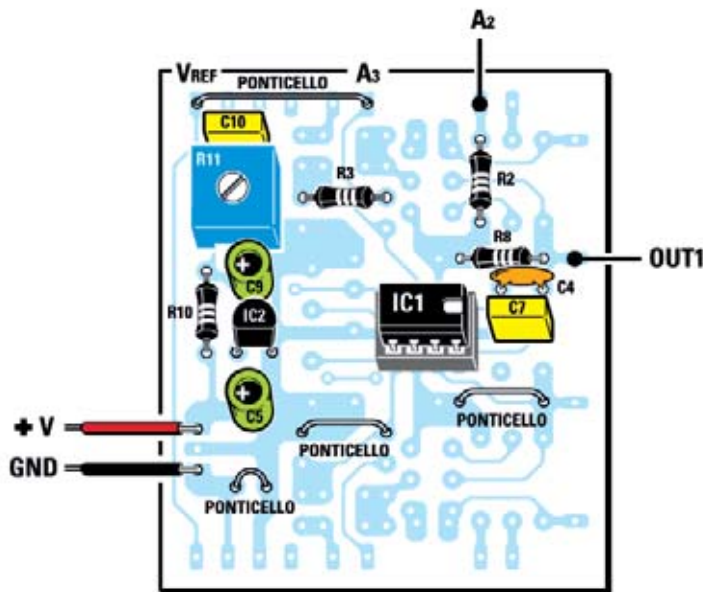 A2
VREF
A3
PONTICELLO
C10
R11
R3
R2
R8
OUT1
C9
C4
IC1
C7
R10
IC2
C5
PONTICELLO
+ V
PONTICELLO
GND
PONTICELLO